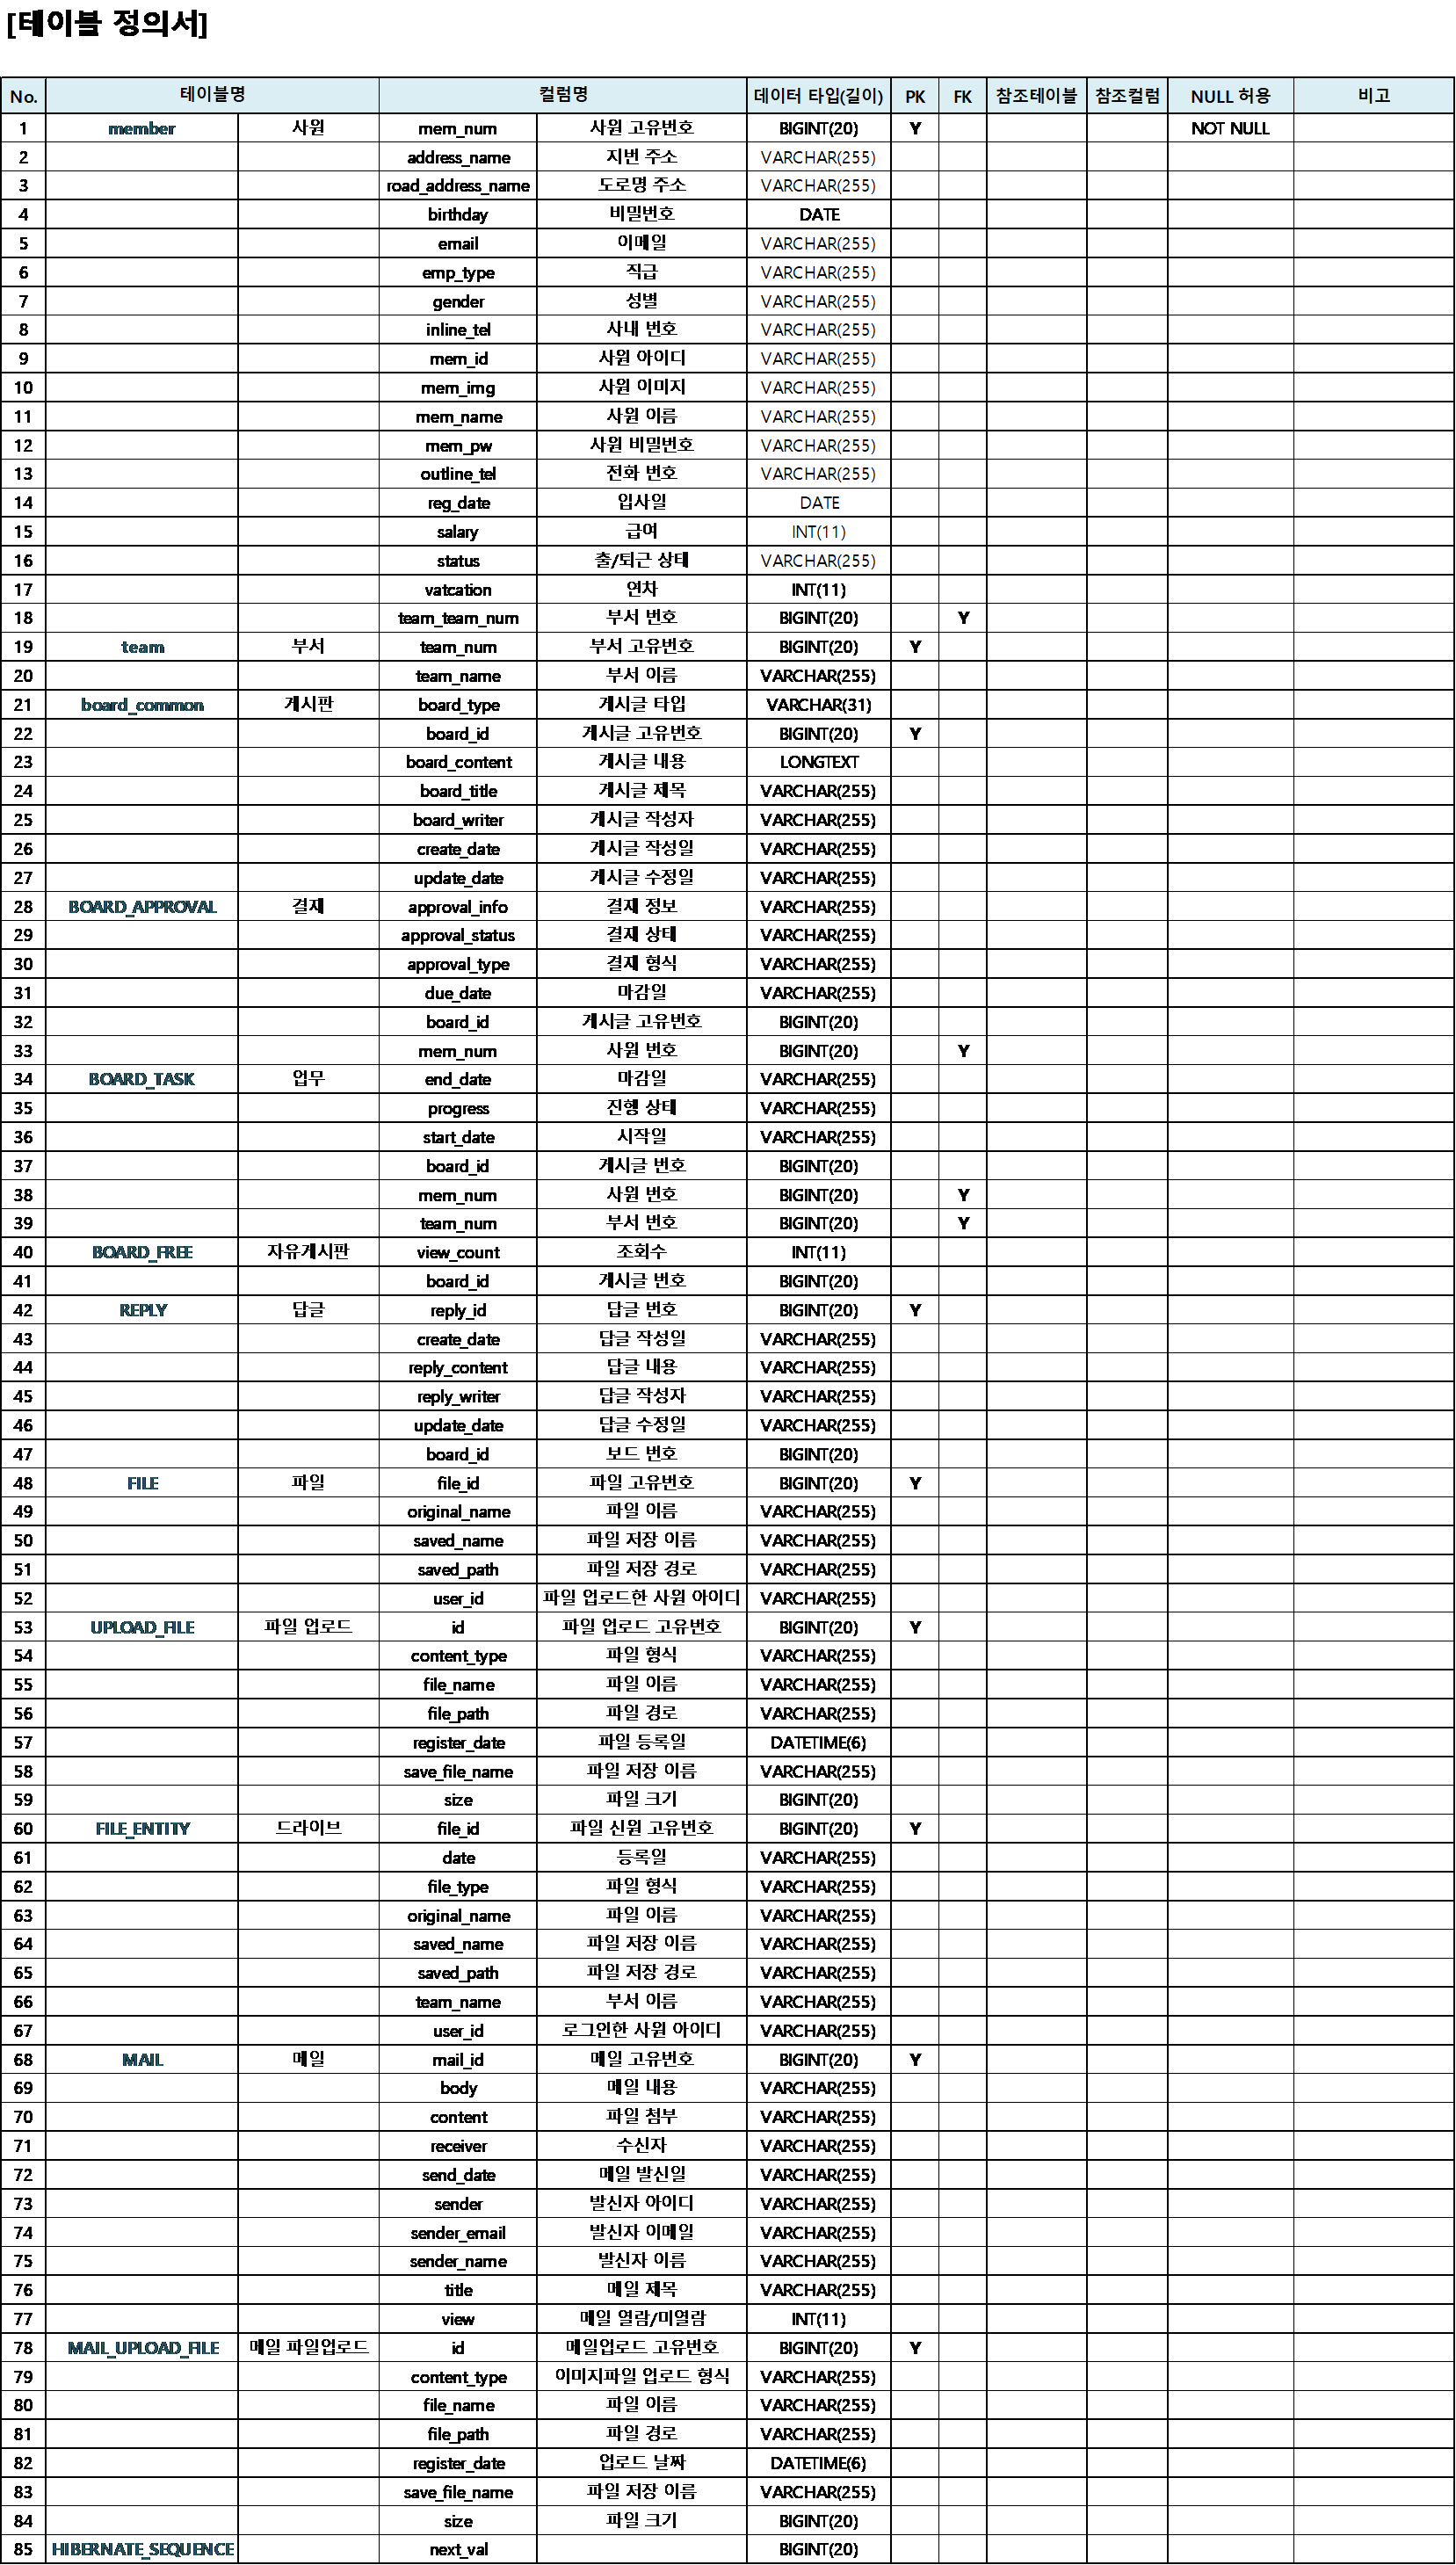 [테이블 정의서]
No. 테이블명 컬럼명 데이터 타입(길이) PK FK 참조테이블 참조컬럼 NULL 허용 비고
1 member 사원 mem_num 사원 고유번호 BIGINT(20) Y NOT NULL
2 address_name 지번 주소 VARCHAR(255)
3 road_address_name 도로명 주소 VARCHAR(255)
4 birthday 비밀번호 DATE
5 email 이메일 VARCHAR(255)
6 emp_type 직급 VARCHAR(255)
7 gender 성별 VARCHAR(255)
8 inline_tel 사내 번호 VARCHAR(255)
9 mem_id 사원 아이디 VARCHAR(255)
10 mem_img 사원 이미지 VARCHAR(255)
11 mem_name 사원 이름 VARCHAR(255)
12 mem_pw 사원 비밀번호 VARCHAR(255)
13 outline_tel 전화 번호 VARCHAR(255)
14 reg_date 입사일 DATE
15 salary 급여 INT(11)
16 status 출/퇴근 상태 VARCHAR(255)
17 vatcation 연차 INT(11)
18 team_team_num 부서 번호 BIGINT(20) Y
19 team 부서 team_num 부서 고유번호 BIGINT(20) Y
20 team_name 부서 이름 VARCHAR(255)
21 board_common 게시판 board_type 게시글 타입 VARCHAR(31)
22 board_id 게시글 고유번호 BIGINT(20) Y
23 board_content 게시글 내용 LONGTEXT
24 board_title 게시글 제목 VARCHAR(255)
25 board_writer 게시글 작성자 VARCHAR(255)
26 create_date 게시글 작성일 VARCHAR(255)
27 update_date 게시글 수정일 VARCHAR(255)
28 BOARD_APPROVAL 결재 approval_info 결재 정보 VARCHAR(255)
29 approval_status 결재 상태 VARCHAR(255)
30 approval_type 결재 형식 VARCHAR(255)
31 due_date 마감일 VARCHAR(255)
32 board_id 게시글 고유번호 BIGINT(20)
33 mem_num 사원 번호 BIGINT(20) Y
34 BOARD_TASK 업무 end_date 마감일 VARCHAR(255)
35 progress 진행 상태 VARCHAR(255)
36 start_date 시작일 VARCHAR(255)
37 board_id 게시글 번호 BIGINT(20)
38 mem_num 사원 번호 BIGINT(20) Y
39 team_num 부서 번호 BIGINT(20) Y
40 BOARD_FREE 자유게시판 view_count 조회수 INT(11)
41 board_id 게시글 번호 BIGINT(20)
42 REPLY 답글 reply_id 답글 번호 BIGINT(20) Y
43 create_date 답글 작성일 VARCHAR(255)
44 reply_content 답글 내용 VARCHAR(255)
45 reply_writer 답글 작성자 VARCHAR(255)
46 update_date 답글 수정일 VARCHAR(255)
47 board_id 보드 번호 BIGINT(20)
48 FILE 파일 file_id 파일 고유번호 BIGINT(20) Y
49 original_name 파일 이름 VARCHAR(255)
50 saved_name 파일 저장 이름 VARCHAR(255)
51 saved_path 파일 저장 경로 VARCHAR(255)
52 user_id 파일 업로드한 사원 아이디 VARCHAR(255)
53 UPLOAD_FILE 파일 업로드 id 파일 업로드 고유번호 BIGINT(20) Y
54 content_type 파일 형식 VARCHAR(255)
55 file_name 파일 이름 VARCHAR(255)
56 file_path 파일 경로 VARCHAR(255)
57 register_date 파일 등록일 DATETIME(6)
58 save_file_name 파일 저장 이름 VARCHAR(255)
59 size 파일 크기 BIGINT(20)
60 FILE_ENTITY 드라이브 file_id 파일 신원 고유번호 BIGINT(20) Y
61 date 등록일 VARCHAR(255)
62 file_type 파일 형식 VARCHAR(255)
63 original_name 파일 이름 VARCHAR(255)
64 saved_name 파일 저장 이름 VARCHAR(255)
65 saved_path 파일 저장 경로 VARCHAR(255)
66 team_name 부서 이름 VARCHAR(255)
67 user_id 로그인한 사원 아이디 VARCHAR(255)
68 MAIL 메일 mail_id 메일 고유번호 BIGINT(20) Y
69 body 메일 내용 VARCHAR(255)
70 content 파일 첨부 VARCHAR(255)
71 receiver 수신자 VARCHAR(255)
72 send_date 메일 발신일 VARCHAR(255)
73 sender 발신자 아이디 VARCHAR(255)
74 sender_email 발신자 이메일 VARCHAR(255)
75 sender_name 발신자 이름 VARCHAR(255)
76 title 메일 제목 VARCHAR(255)
77 view 메일 열람/미열람 INT(11)
78 MAIL_UPLOAD_FILE 메일 파일업로드 id 메일업로드 고유번호 BIGINT(20) Y
79 content_type 이미지파일 업로드 형식 VARCHAR(255)
80 file_name 파일 이름 VARCHAR(255)
81 file_path 파일 경로 VARCHAR(255)
82 register_date 업로드 날짜 DATETIME(6)
83 save_file_name 파일 저장 이름 VARCHAR(255)
84 size 파일 크기 BIGINT(20)
85 HIBERNATE_SEQUENCE next_val BIGINT(20)